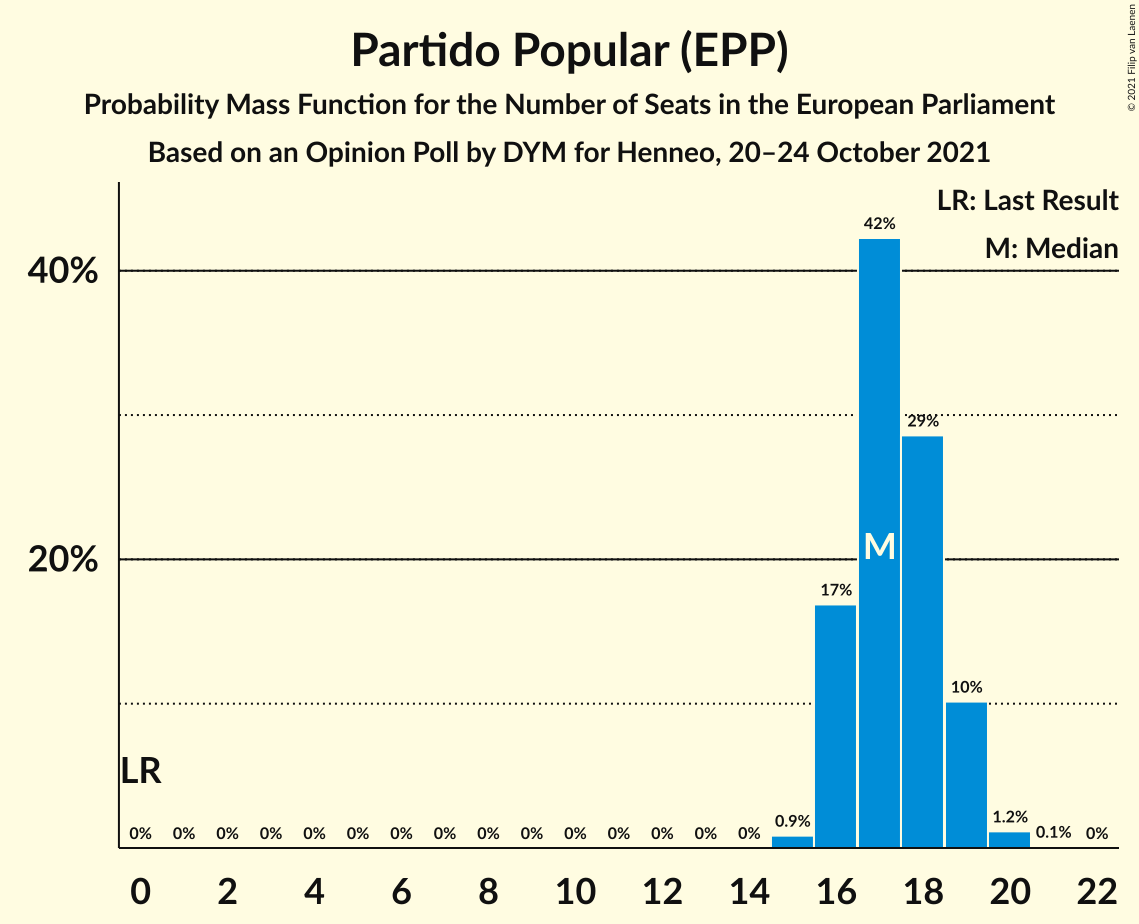 Partido Popular (EPP)
Probability Mass Function for the Number of Seats in the European Parliament
Based on an Opinion Poll by DYM for Henneo, 20–24 October 2021
© 2021 Filip van Laenen
LR: Last Result
M: Median
40%
20%
42%
29%
M
17%
10%
LR
0% 0% 0% 0% 0% 0% 0% 0% 0% 0% 0% 0% 0% 0% 0% 0.9% 1.2% 0.1% 0%
0 2 4 6 8 10 12 14 16 18 20 22